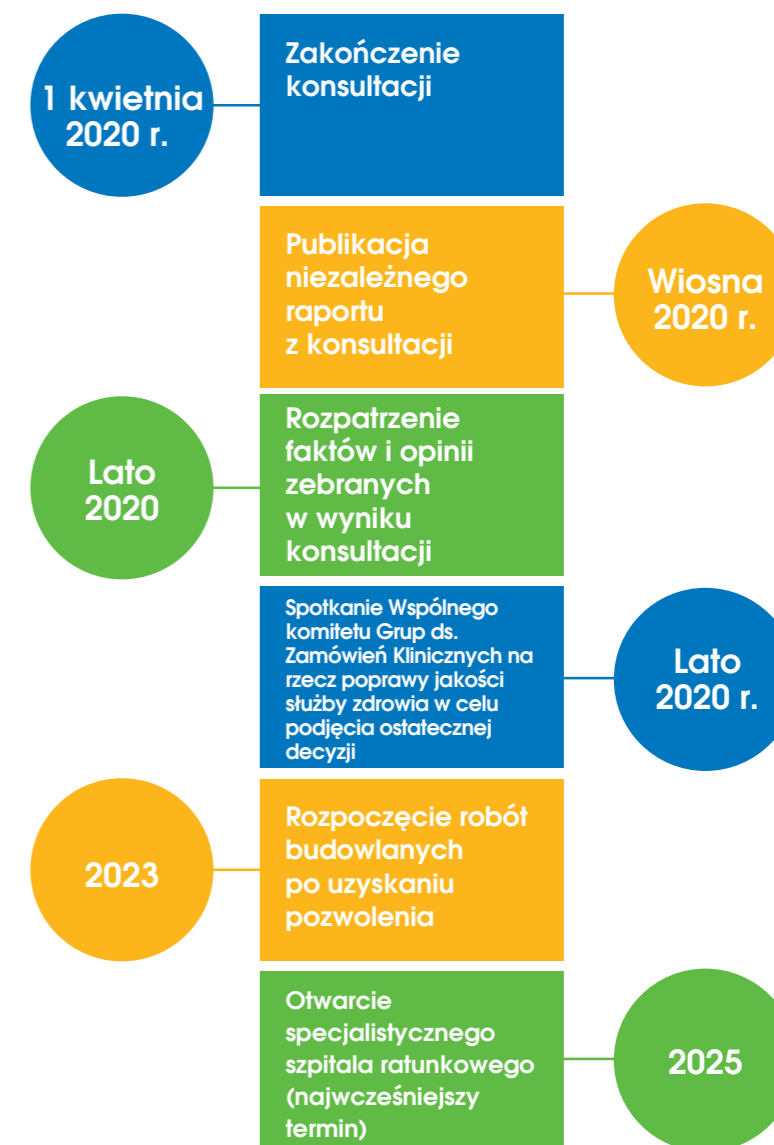 1 kwietnia
2020 r.
Zakończenie
konsultacji
Publikacja
niezależnego
raportu
z konsultacji
Wiosna
2020 r.
Lato
2020
Rozpatrzenie
faktów i opinii
zebranych
w wyniku
konsultacji
Spotkanie Wspólnego
komitetu Grup ds.
Zamówień Klinicznych na
rzecz poprawy jakości
służby zdrowia w celu
podjęcia ostatecznej
decyzji
Lato
2020 r.
2023
Rozpoczęcie robót
budowlanych
po uzyskaniu
pozwolenia
Otwarcie
specjalistycznego
szpitala ratunkowego
(najwcześniejszy
termin)
2025